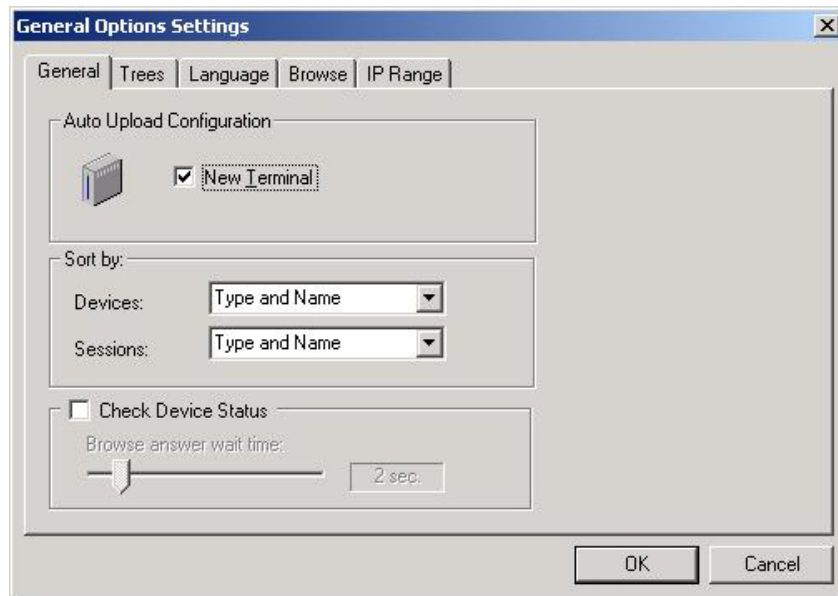 General Options Settings
General Trees Language Browse IP Range
Auto Upload Configuration
New Terminal
Sort by:
Devices: Type and Name
Sessions: Type and Name
Check Device Status
Browse answer wait time:
2 sec.
OK Cancel